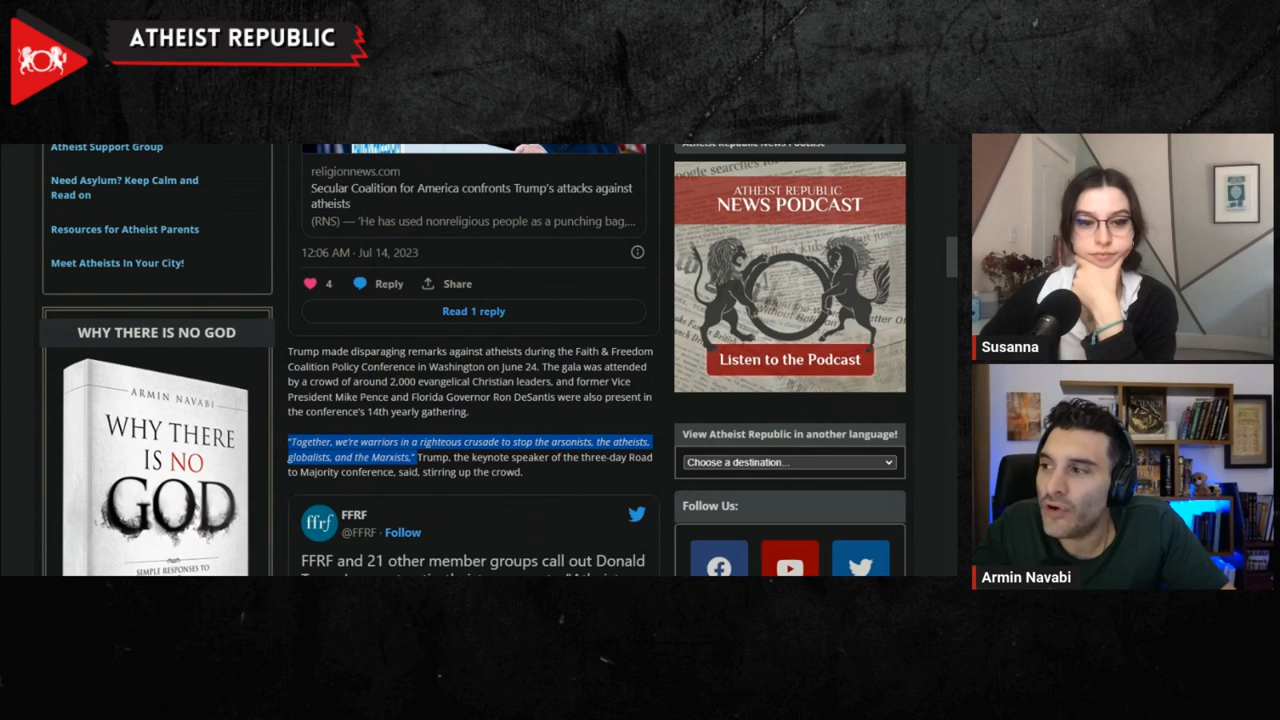 ATHEIST REPUBLIC
Atheist Support Group
Need Asylum? Keep Calm and
Read on
Resources for Atheist Parents
Meet Atheists In Your City!
WHY THERE IS NO GOD
ARMIN NAVABI
WHY THERE
IS NO
GOD
SIMPLE RESPONSES TO
religionnews.com
Secular Coalition for America confronts Trump's attacks against
atheists
(RNS) — 'He has used nonreligious people as a punching bag,...
12:06 AM · Jul 14, 2023
4 Reply Share
Read 1 reply
Trump made disparaging remarks against atheists during the Faith & Freedom
Coalition Policy Conference in Washington on June 24. The gala was attended
by a crowd of around 2,000 evangelical Christian leaders, and former Vice
President Mike Pence and Florida Governor Ron DeSantis were also present in
the conference's 14th yearly gathering.
"Together, we're warriors in a righteous crusade to stop the arsonists, the atheists,
globalists, and the Marxists," Trump, the keynote speaker of the three-day Road
to Majority conference, said, stirring up the crowd.
ffrf
FFRF
@FFRF · Follow
FFRF and 21 other member groups call out Donald
Atheist Republic News Podcast
ATHEIST REPUBLIC
NEWS PODCAST
Listen to the Podcast
View Atheist Republic in another language!
Choose a destination...
Follow Us:
Susanna
SCIENCE
Armin Navabi